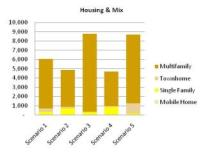 Housing & Mix
10,000
9,000
8,000
7,000
6,000
5,000
4,000
3,000
2,000
1,000
-
Multifamily
Townhome
Single Family
Mobile Home
Scenario 1
Scenario 2
Scenario 3
Scenario 4
Scenario 5